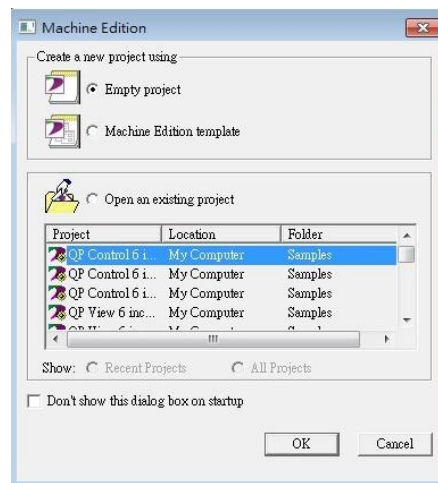 Machine Edition
Create a new project using
Empty project
Machine Edition template
Open an existing project
Project Location Folder
QP Control 6 i... My Computer Samples
QP Control 6 i... My Computer Samples
QP Control 6 i... My Computer Samples
QP View 6 inc... My Computer Samples
Show: Recent Projects All Projects
Don't show this dialog box on startup
OK Cancel